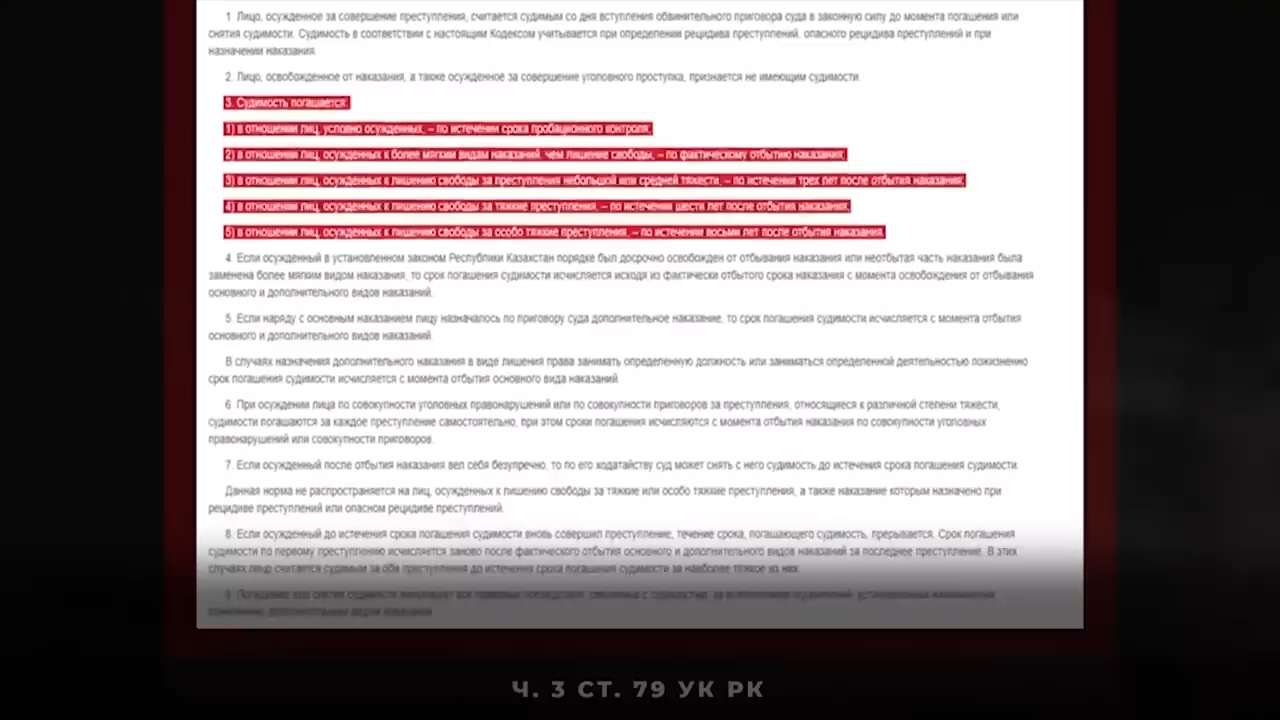 1. Лицо, осужденное за совершение преступления, считается судимым со дня вступления обвинительного приговора суда в законную силу до момента погашения или
снятия судимости. Судимость в соответствии с настоящим Кодексом учитывается при определении рецидива преступлений, опасного рецидива преступлений и при
назначении наказания.
2. Лицо, освобожденное от наказания, а также осужденное за совершение уголовного проступка, признается не имеющим судимости.
3. Судимость погашается:
1) в отношении лиц, условно осужденных, – по истечении срока пробационного контроля;
2) в отношении лиц, осужденных к более мягким видам наказаний, чем лишение свободы, – по фактическому отбытию наказания;
3) в отношении лиц, осужденных к лишению свободы за преступления небольшой или средней тяжести, – по истечении трех лет после отбытия наказания;
4) в отношении лиц, осужденных к лишению свободы за тяжкие преступления, – по истечении шести лет после отбытия наказания;
5) в отношении лиц, осужденных к лишению свободы за особо тяжкие преступления, – по истечении восьми лет после отбытия наказания.
4. Если осужденный в установленном законом Республики Казахстан порядке был досрочно освобожден от отбывания наказания или неотбытая часть наказания была
заменена более мягким видом наказания, то срок погашения судимости исчисляется исходя из фактически отбытого срока наказания с момента освобождения от отбывания
основного и дополнительного видов наказаний.
5. Если наряду с основным наказанием лицу назначалось по приговору суда дополнительное наказание, то срок погашения судимости исчисляется с момента отбытия
основного и дополнительного видов наказаний.
В случаях назначения дополнительного наказания в виде лишения права занимать определенную должность или заниматься определенной деятельностью пожизненно
срок погашения судимости исчисляется с момента отбытия основного вида наказаний.
6. При осуждении лица по совокупности уголовных правонарушений или по совокупности приговоров за преступления, относящиеся к различной степени тяжести,
судимости погашаются за каждое преступление самостоятельно, при этом сроки погашения исчисляются с момента отбытия наказания по совокупности уголовных
правонарушений или совокупности приговоров.
7. Если осужденный после отбытия наказания вел себя безупречно, то по его ходатайству суд может снять с него судимость до истечения срока погашения судимости.
Данная норма не распространяется на лиц, осужденных к лишению свободы за тяжкие или особо тяжкие преступления, а также наказание которым назначено при
рецидиве преступлений или опасном рецидиве преступлений.
8. Если осужденный до истечения срока погашения судимости вновь совершил преступление, течение срока, погашающего судимость, прерывается. Срок погашения
судимости по первому преступлению исчисляется заново после фактического отбытия основного и дополнительного видов наказаний за последнее преступление. В этих
случаях лицо считается судимым за оба преступления до истечения срока погашения судимости за наиболее тяжкое из них.
9. Погашение или снятие судимости
Ч. 3 СТ. 79 УК РК